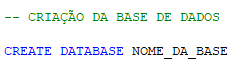 -- CRIAÇÃO DA BASE DE DADOS
CREATE DATABASE NOME_DA_BASE